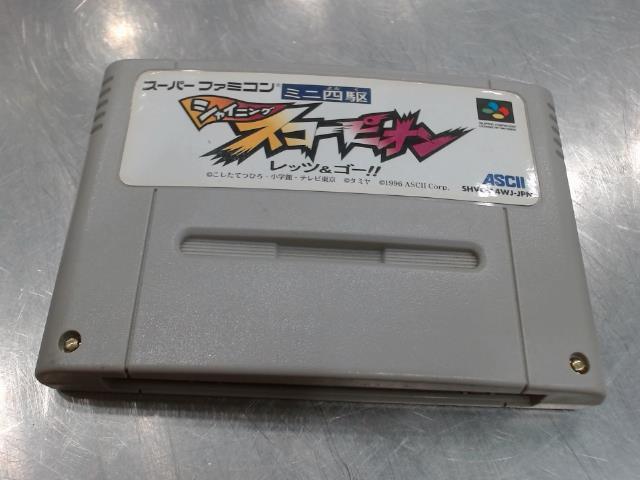 スーパーファミコン® ミニ四駆
シャイニング
スコーピオン
レッツ&ゴー!!
©こしたてつひろ・小学館・テレビ東京 ©タミヤ ©1996 ASCII Corp.
ASCII